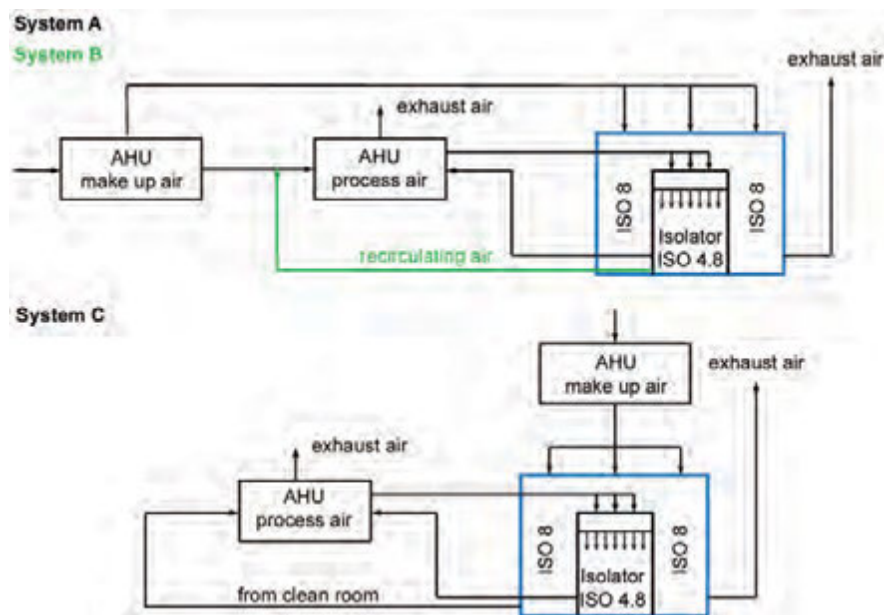 System A
System B
exhaust air
exhaust air
AHU
make up air
AHU
process air
ISO 8
ISO 8
Isolator
ISO 4.8
recirculating air
System C
AHU
make up air
exhaust air
exhaust air
AHU
process air
ISO 8
ISO 8
Isolator
ISO 4.8
from clean room